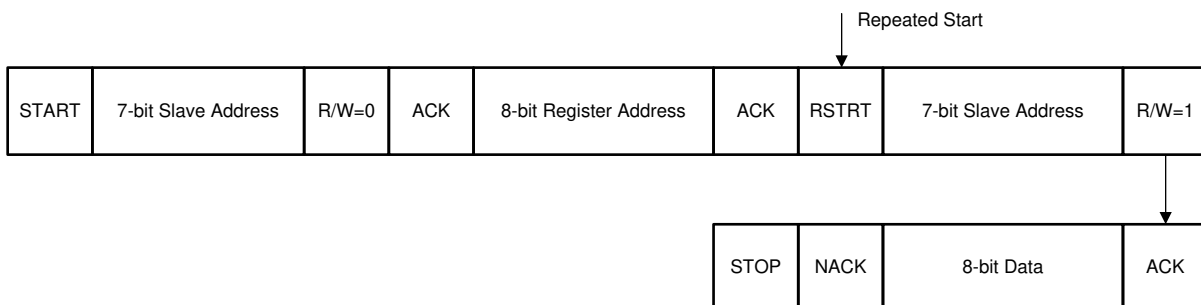 Repeated Start
START 7-bit Slave Address R/W=0 ACK 8-bit Register Address ACK RSTRT 7-bit Slave Address R/W=1
STOP NACK 8-bit Data ACK